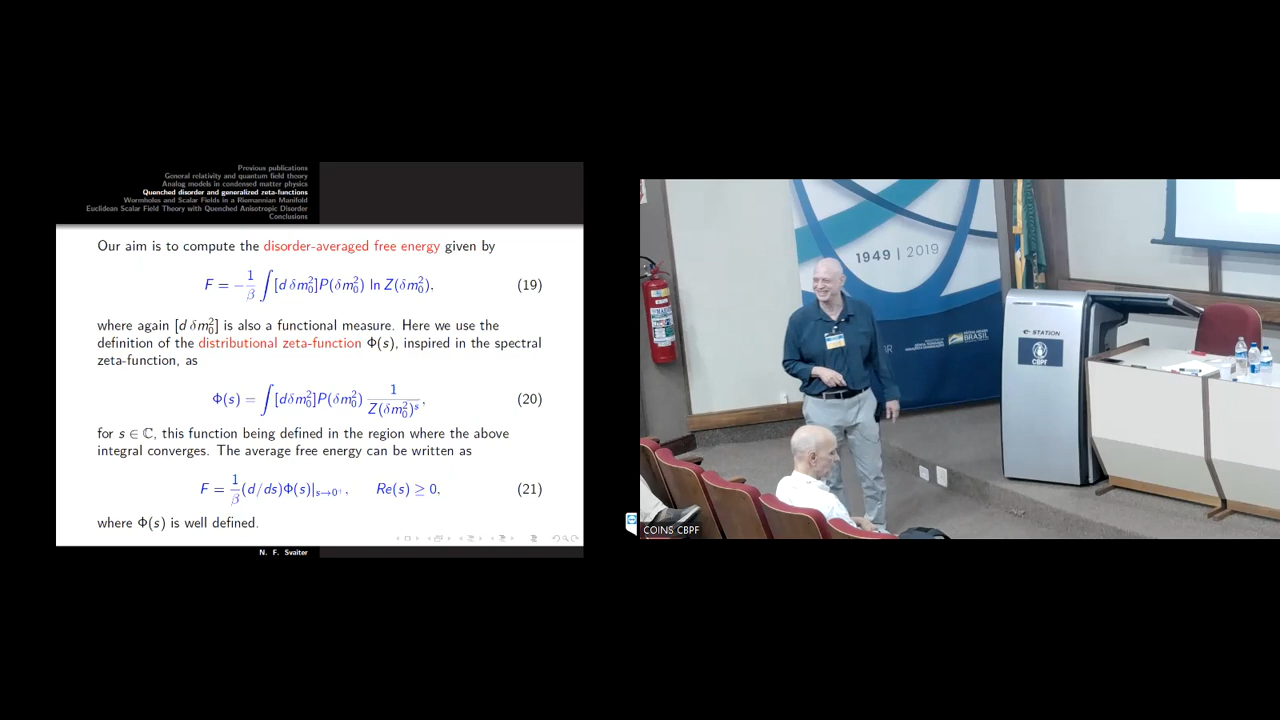 Previous publications
General relativity and quantum field theory
Analog models in condensed matter physics
Quenched disorder and generalized zeta-functions
Wormholes and Scalar Fields in a Riemannian Manifold
Euclidean Scalar Field Theory with Quenched Anisotropic Disorder
Conclusions
Our aim is to compute the disorder-averaged free energy given by
F = −1/β ∫[d δm₀²]P(δm₀²) ln Z(δm₀²), (19)
where again [d δm₀²] is also a functional measure. Here we use the
definition of the distributional zeta-function Φ(s), inspired in the spectral
zeta-function, as
Φ(s) = ∫[dδm₀²]P(δm₀²) 1/Z(δm₀²)ˢ, (20)
for s ∈ ℂ, this function being defined in the region where the above
integral converges. The average free energy can be written as
F = 1/β (d/ds)Φ(s)|ₛ→₀⁺, Re(s) ≥ 0, (21)
where Φ(s) is well defined.
N. F. Svaiter
1949 | 2019
BRASIL
e-STATION
CBPF
COINS CBPF